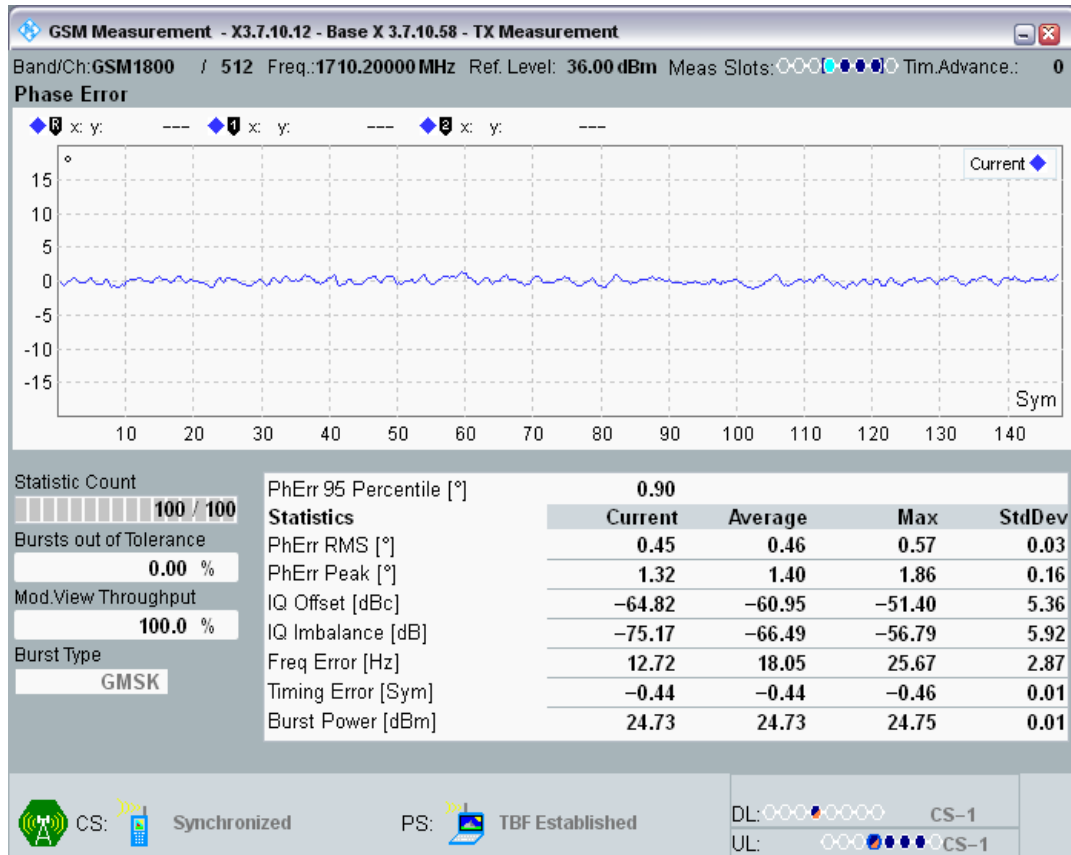 GSM Measurement - X3.7.10.12 - Base X 3.7.10.58 - TX Measurement
Band/Ch:GSM1800 / 512 Freq.:1710.20000 MHz Ref. Level: 36.00 dBm Meas Slots: Tim.Advance.: 0
Phase Error
R x: y: --- 1 x: y: --- 2 x: y: ---
° Current
15
10
5
0
-5
-10
-15
Sym
10 20 30 40 50 60 70 80 90 100 110 120 130 140
Statistic Count
100 / 100
Bursts out of Tolerance
0.00 %
Mod.View Throughput
100.0 %
Burst Type
GMSK
PhErr 95 Percentile [°] 0.90
Statistics Current Average Max StdDev
PhErr RMS [°] 0.45 0.46 0.57 0.03
PhErr Peak [°] 1.32 1.40 1.86 0.16
IQ Offset [dBc] −64.82 −60.95 −51.40 5.36
IQ Imbalance [dB] −75.17 −66.49 −56.79 5.92
Freq Error [Hz] 12.72 18.05 25.67 2.87
Timing Error [Sym] −0.44 −0.44 −0.46 0.01
Burst Power [dBm] 24.73 24.73 24.75 0.01
CS: Synchronized PS: TBF Established
DL: CS−1
UL: CS−1